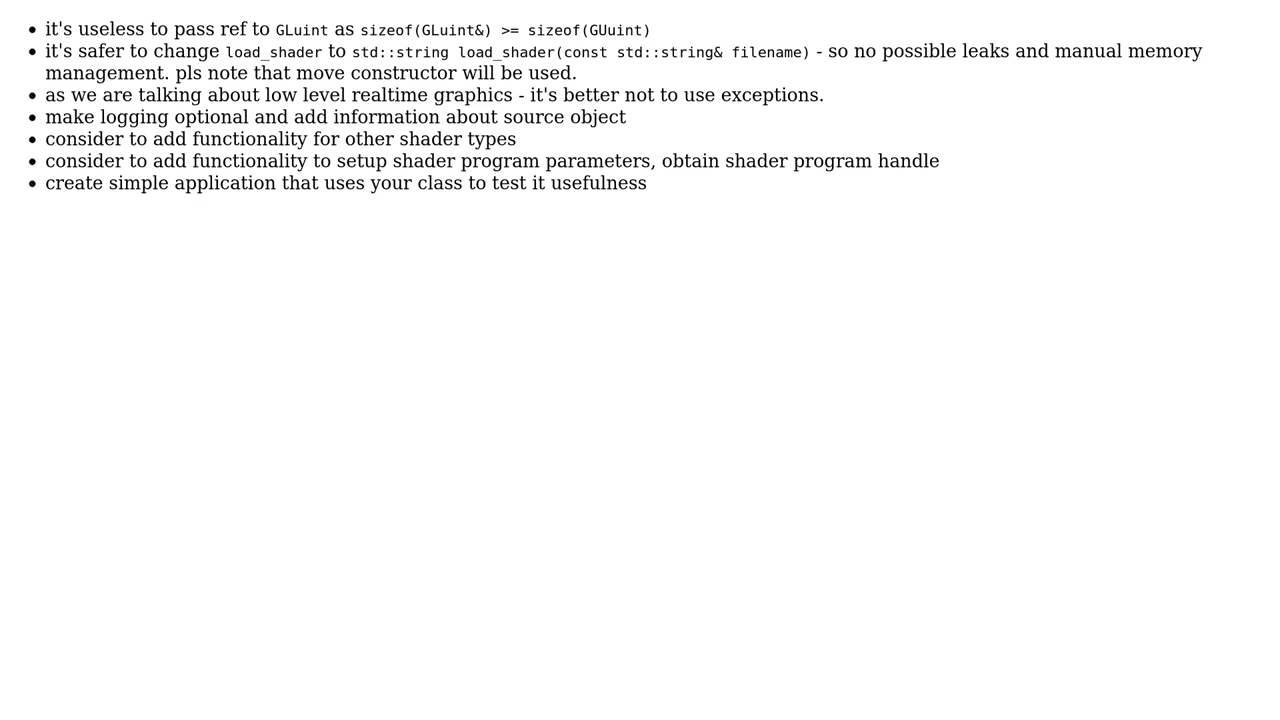 it's useless to pass ref to GLuint as sizeof(GLuint&) >= sizeof(GUuint)
it's safer to change load_shader to std::string load_shader(const std::string& filename) - so no possible leaks and manual memory
management. pls note that move constructor will be used.
as we are talking about low level realtime graphics - it's better not to use exceptions.
make logging optional and add information about source object
consider to add functionality for other shader types
consider to add functionality to setup shader program parameters, obtain shader program handle
create simple application that uses your class to test it usefulness